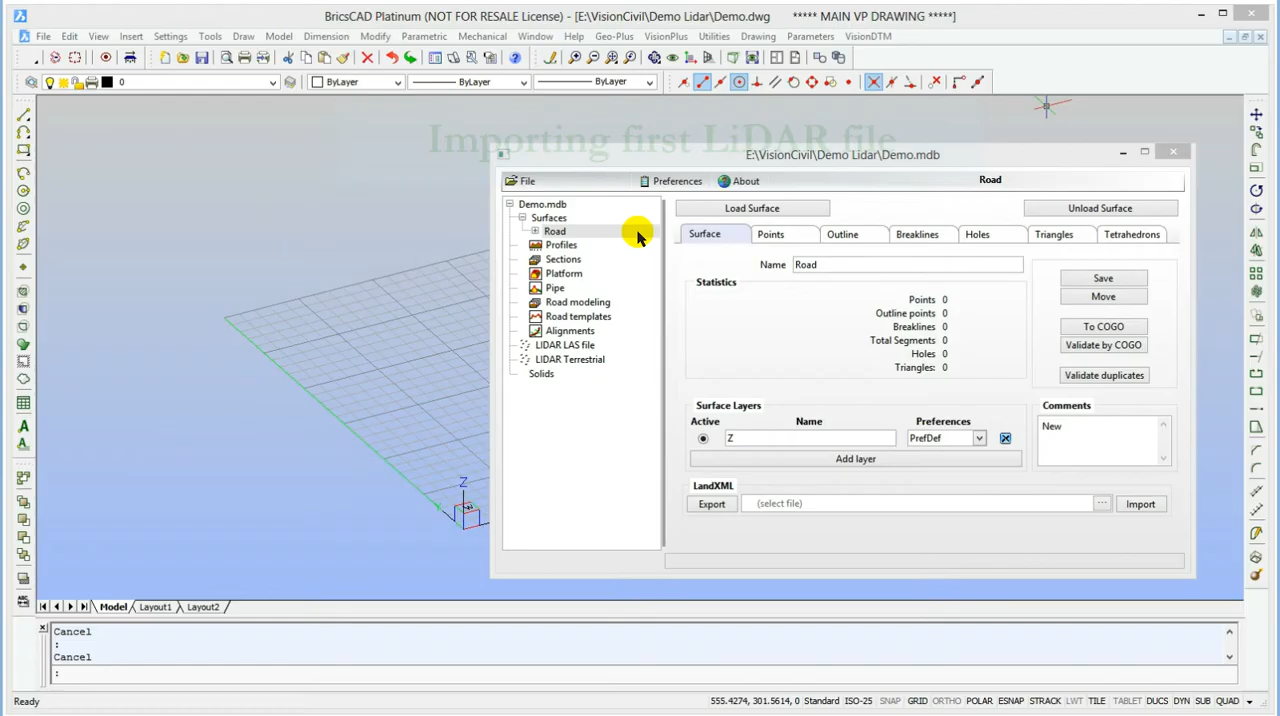 BricsCAD Platinum (NOT FOR RESALE License) - [E:\VisionCivil\Demo Lidar\Demo.dwg ***** MAIN VP DRAWING *****]
File Edit View Insert Settings Tools Draw Model Dimension Modify Parametric Mechanical Window Help Geo-Plus VisionPlus Utilities Drawing Parameters VisionDTM
0 ByLayer ByLayer ByLayer
Importing first LiDAR file
E:\VisionCivil\Demo Lidar\Demo.mdb
File Preferences About Road
Demo.mdb
Surfaces
Road
Profiles
Sections
Platform
Pipe
Road modeling
Road templates
Alignments
LIDAR LAS file
LIDAR Terrestrial
Solids
Load Surface Unload Surface
Surface Points Outline Breaklines Holes Triangles Tetrahedrons
Name Road
Statistics
Points 0
Outline points 0
Breaklines 0
Total Segments 0
Holes 0
Triangles: 0
Save
Move
To COGO
Validate by COGO
Validate duplicates
Surface Layers
Active Name Preferences
Z PrefDef
Add layer
Comments
New
LandXML
Export (select file) ... Import
Z
Model Layout1 Layout2
Cancel
:
Cancel
:
Ready 555.4274, 301.5614, 0 Standard ISO-25 SNAP GRID ORTHO POLAR ESNAP STRACK LWT TILE TABLET DUCS DYN SUB QUAD